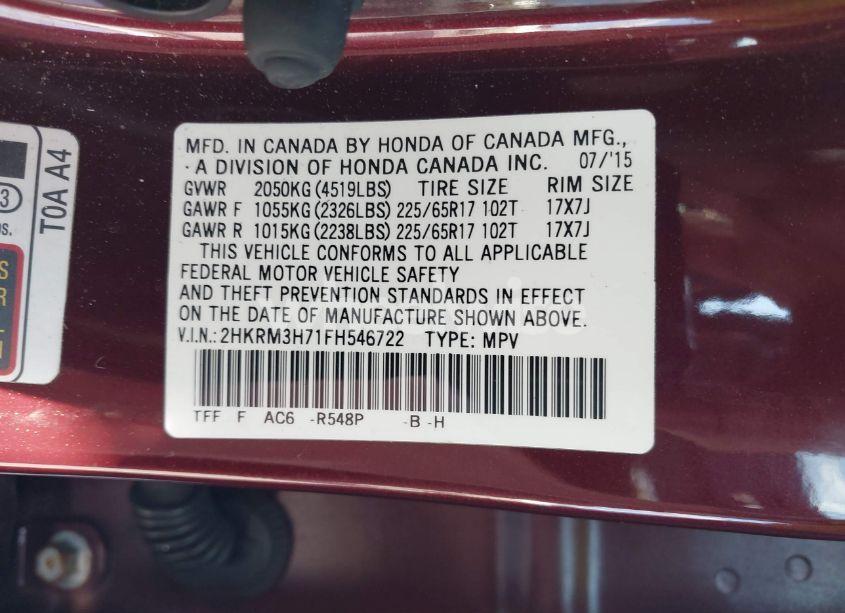 MFD. IN CANADA BY HONDA OF CANADA MFG.,
A DIVISION OF HONDA CANADA INC. 07/'15
GVWR 2050KG (4519LBS) TIRE SIZE RIM SIZE
GAWR F 1055KG (2326LBS) 225/65R17 102T 17X7J
GAWR R 1015KG (2238LBS) 225/65R17 102T 17X7J
THIS VEHICLE CONFORMS TO ALL APPLICABLE
FEDERAL MOTOR VEHICLE SAFETY
AND THEFT PREVENTION STANDARDS IN EFFECT
ON THE DATE OF MANUFACTURE SHOWN ABOVE.
V.I.N.: 2HKRM3H71FH546722 TYPE: MPV
TFF F AC6 -R548P -B -H
T0A A4